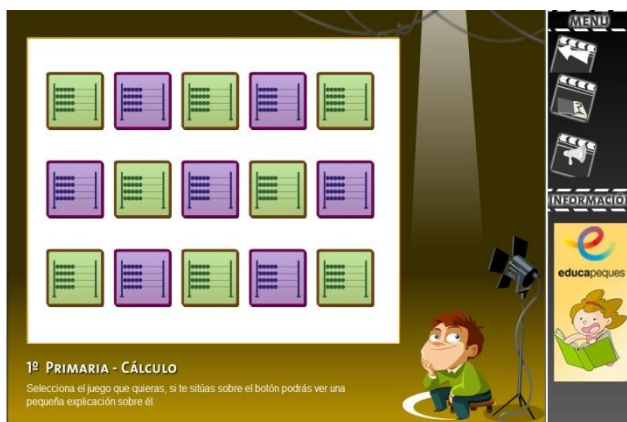 MENU
INFORMACIÓ
educapeques
1º PRIMARIA - CÁLCULO
Selecciona el juego que quieras, si te sitúas sobre el botón podrás ver una
pequeña explicación sobre él.